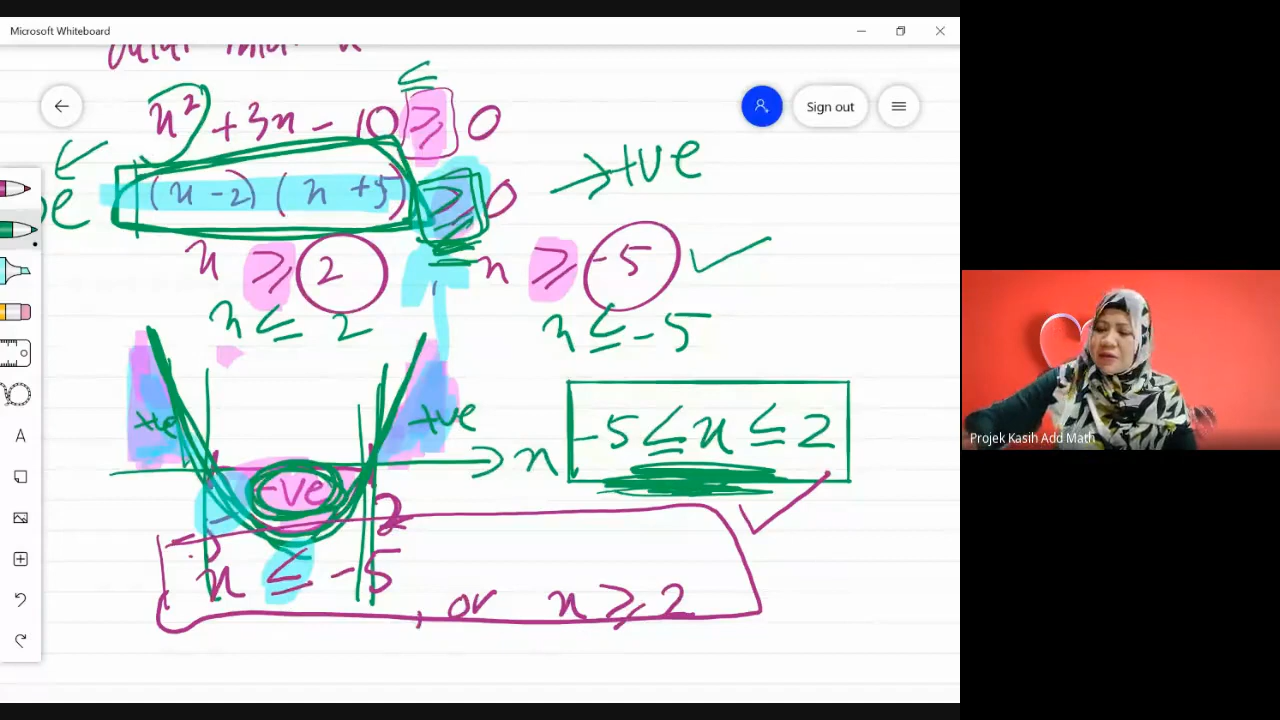 Microsoft Whiteboard
Sign out
≤
x² + 3x - 10 ≥ 0
(x - 2) (x + 5) ≥ 0 → +ve
x ≥ 2 x ≥ -5 ✓
x ≤ 2 x ≤ -5
+ve +ve
-ve
x
-5 ≤ x ≤ 2
2
x ≤ -5, or x ≥ 2
Projek Kasih Add Math